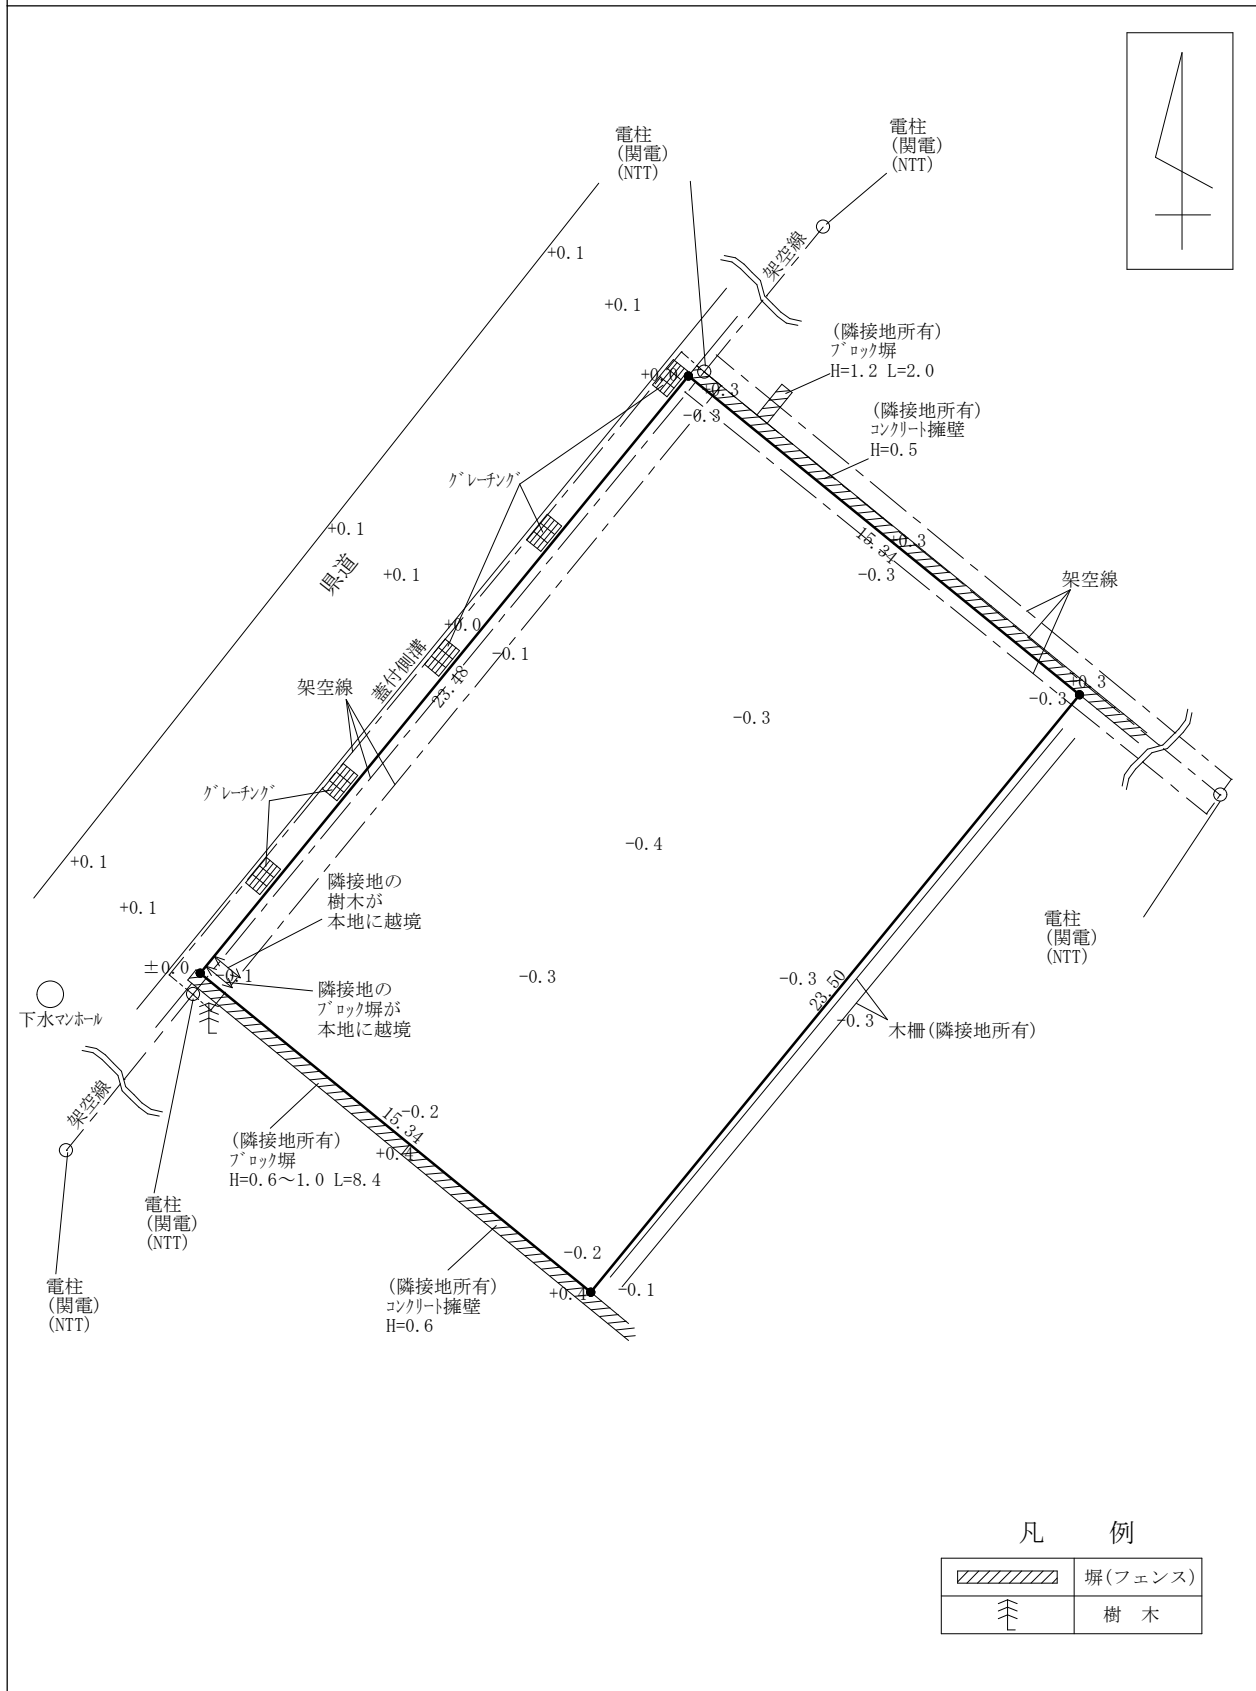 電柱
(関電)
(NTT)
電柱
(関電)
(NTT)
架空線
+0.1
+0.1
(隣接地所有)
ブロック塀
H=1.2 L=2.0
+0.0
+0.3
-0.3
(隣接地所有)
コンクリート擁壁
H=0.5
グレーチング
+0.1
県道
+0.1
15.34
+0.3
-0.3
架空線
+0.0
-0.1
蓋付側溝
23.48
架空線
+0.3
-0.3
-0.3
グレーチング
-0.4
+0.1
+0.1
隣接地の
樹木が
本地に越境
電柱
(関電)
(NTT)
±0.0
-0.1
-0.3
-0.3
23.50
隣接地の
ブロック塀が
本地に越境
下水マンホール
-0.3
木柵(隣接地所有)
架空線
15.34
-0.2
+0.4
(隣接地所有)
ブロック塀
H=0.6～1.0 L=8.4
電柱
(関電)
(NTT)
-0.2
+0.4
-0.1
(隣接地所有)
コンクリート擁壁
H=0.6
電柱
(関電)
(NTT)
凡 例
塀(フェンス)
樹 木